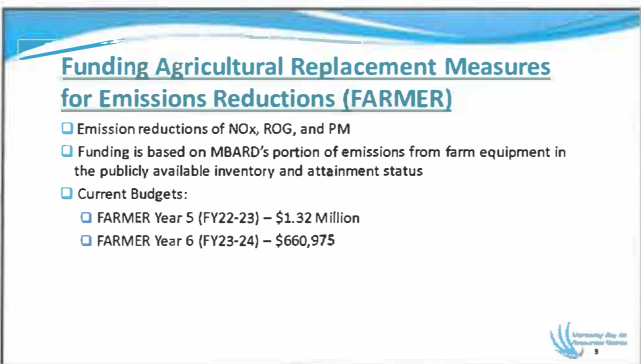 Funding Agricultural Replacement Measures
for Emissions Reductions (FARMER)
Emission reductions of NOx, ROG, and PM
Funding is based on MBARD's portion of emissions from farm equipment in
the publicly available inventory and attainment status
Current Budgets:
FARMER Year 5 (FY22-23) – $1.32 Million
FARMER Year 6 (FY23-24) – $660,975
3